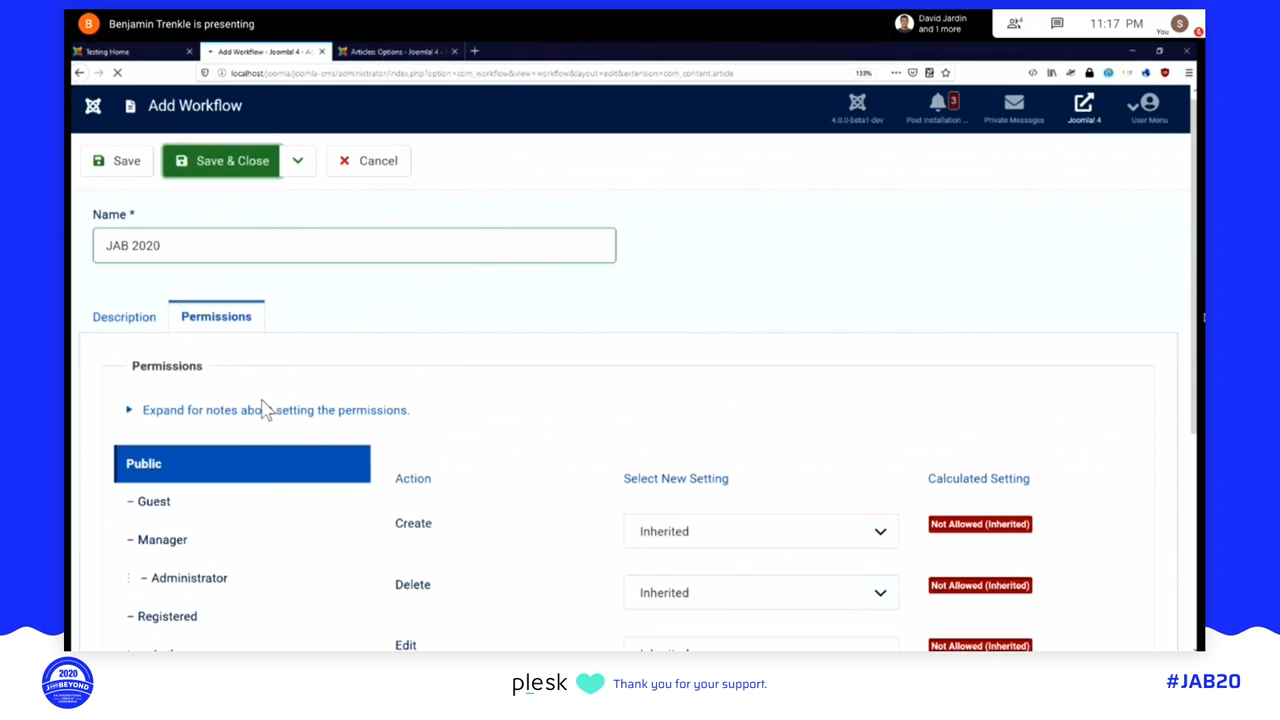 B Benjamin Trenkle is presenting
David Jardin
and 1 more
11:17 PM
You
S
Testing Home
Add Workflow - Joomla! 4 - Ac
Articles: Options - Joomla! 4 -
localhost/joomla/joomla-cms/administrator/index.php?option=com_workflow&view=workflow&layout=edit&extension=com_content.article
133%
Add Workflow
3
4.0.0-beta1-dev
Post Installation ...
Private Messages
Joomla! 4
User Menu
Save
Save & Close
Cancel
Name *
JAB 2020
Description
Permissions
Permissions
Expand for notes about setting the permissions.
Public
Action
Select New Setting
Calculated Setting
– Guest
Create
Inherited
Not Allowed (Inherited)
– Manager
– Administrator
Delete
Inherited
Not Allowed (Inherited)
– Registered
Edit
Inherited
Not Allowed (Inherited)
2020
plesk
Thank you for your support.
#JAB20